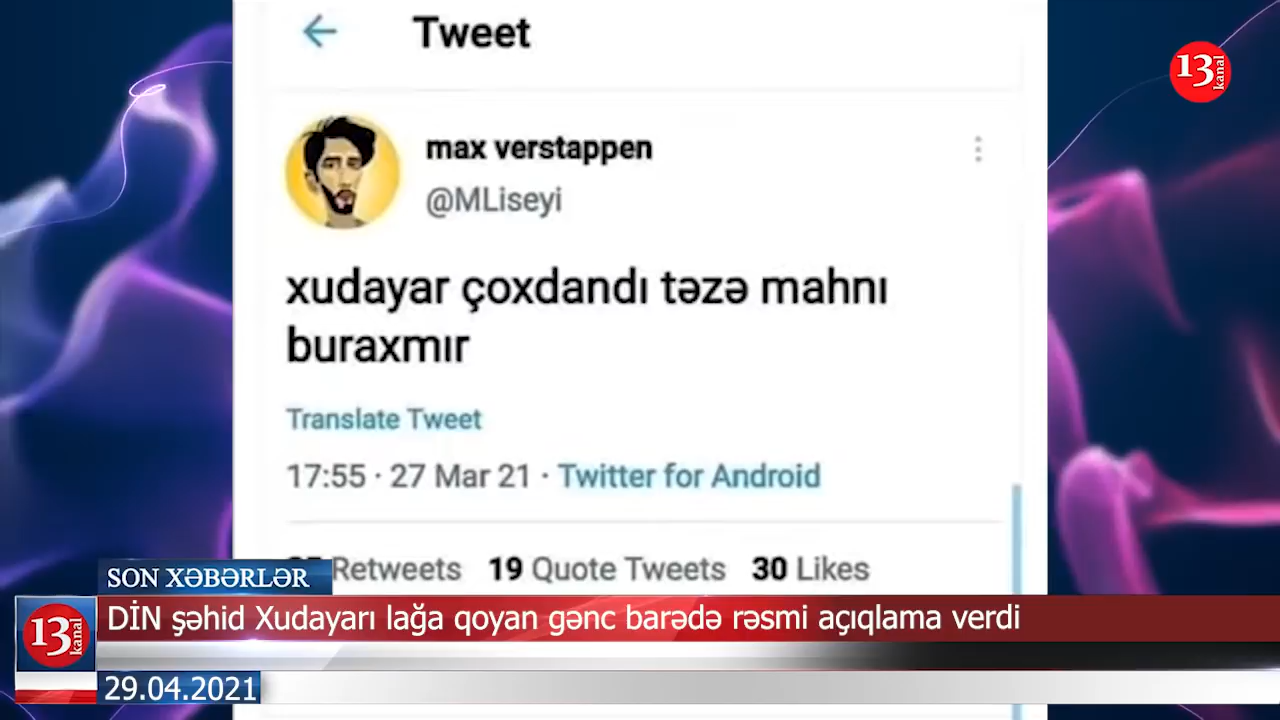 Tweet
13 kanal
max verstappen
@MLiseyi
xudayar çoxdandı təzə mahnı
buraxmır
Translate Tweet
17:55 · 27 Mar 21 · Twitter for Android
Retweets 19 Quote Tweets 30 Likes
SON XƏBƏRLƏR
DİN şəhid Xudayarı lağa qoyan gənc barədə rəsmi açıqlama verdi
13 kanal
29.04.2021